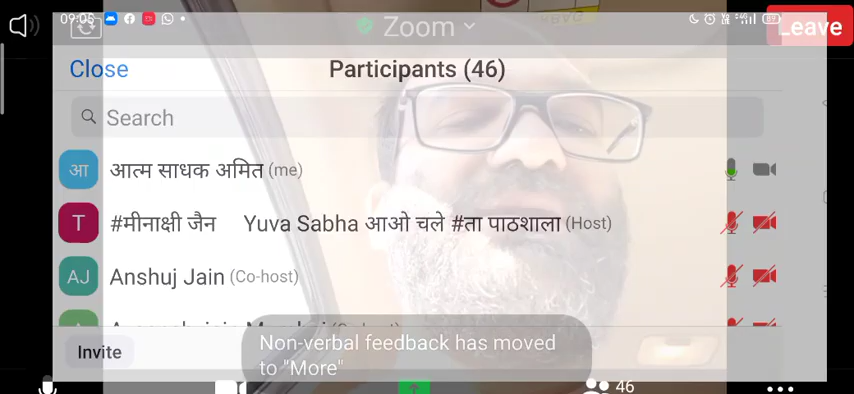 09:05
Leave
Zoom
Close
Participants (46)
Search
आ आत्म साधक अमित (me)
T #मीनाक्षी जैन Yuva Sabha आओ चले #ता पाठशाला (Host)
AJ Anshuj Jain (Co-host)
Invite
Non-verbal feedback has moved
to "More"
46